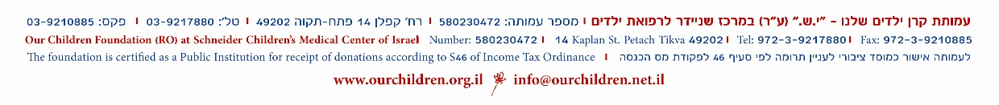 עמותת קרן ילדים שלנו - "י.ש." (ע"ר) במרכז שניידר לרפואת ילדים | מספר עמותה: 580230472 | רח' קפלן 14 פתח-תקוה 49202 | טל': 03-9217880 | פקס: 03-9210885
Our Children Foundation (RO) at Schneider Children's Medical Center of Israel | Number: 580230472 | 14 Kaplan St. Petach Tikva 49202 | Tel: 972-3-9217880 | Fax: 972-3-9210885
The foundation is certified as a Public Institution for receipt of donations according to S46 of Income Tax Ordinance | לעמותה אישור כמוסד ציבורי לעניין תרומה לפי סעיף 46 לפקודת מס הכנסה
www.ourchildren.org.il info@ourchildren.net.il